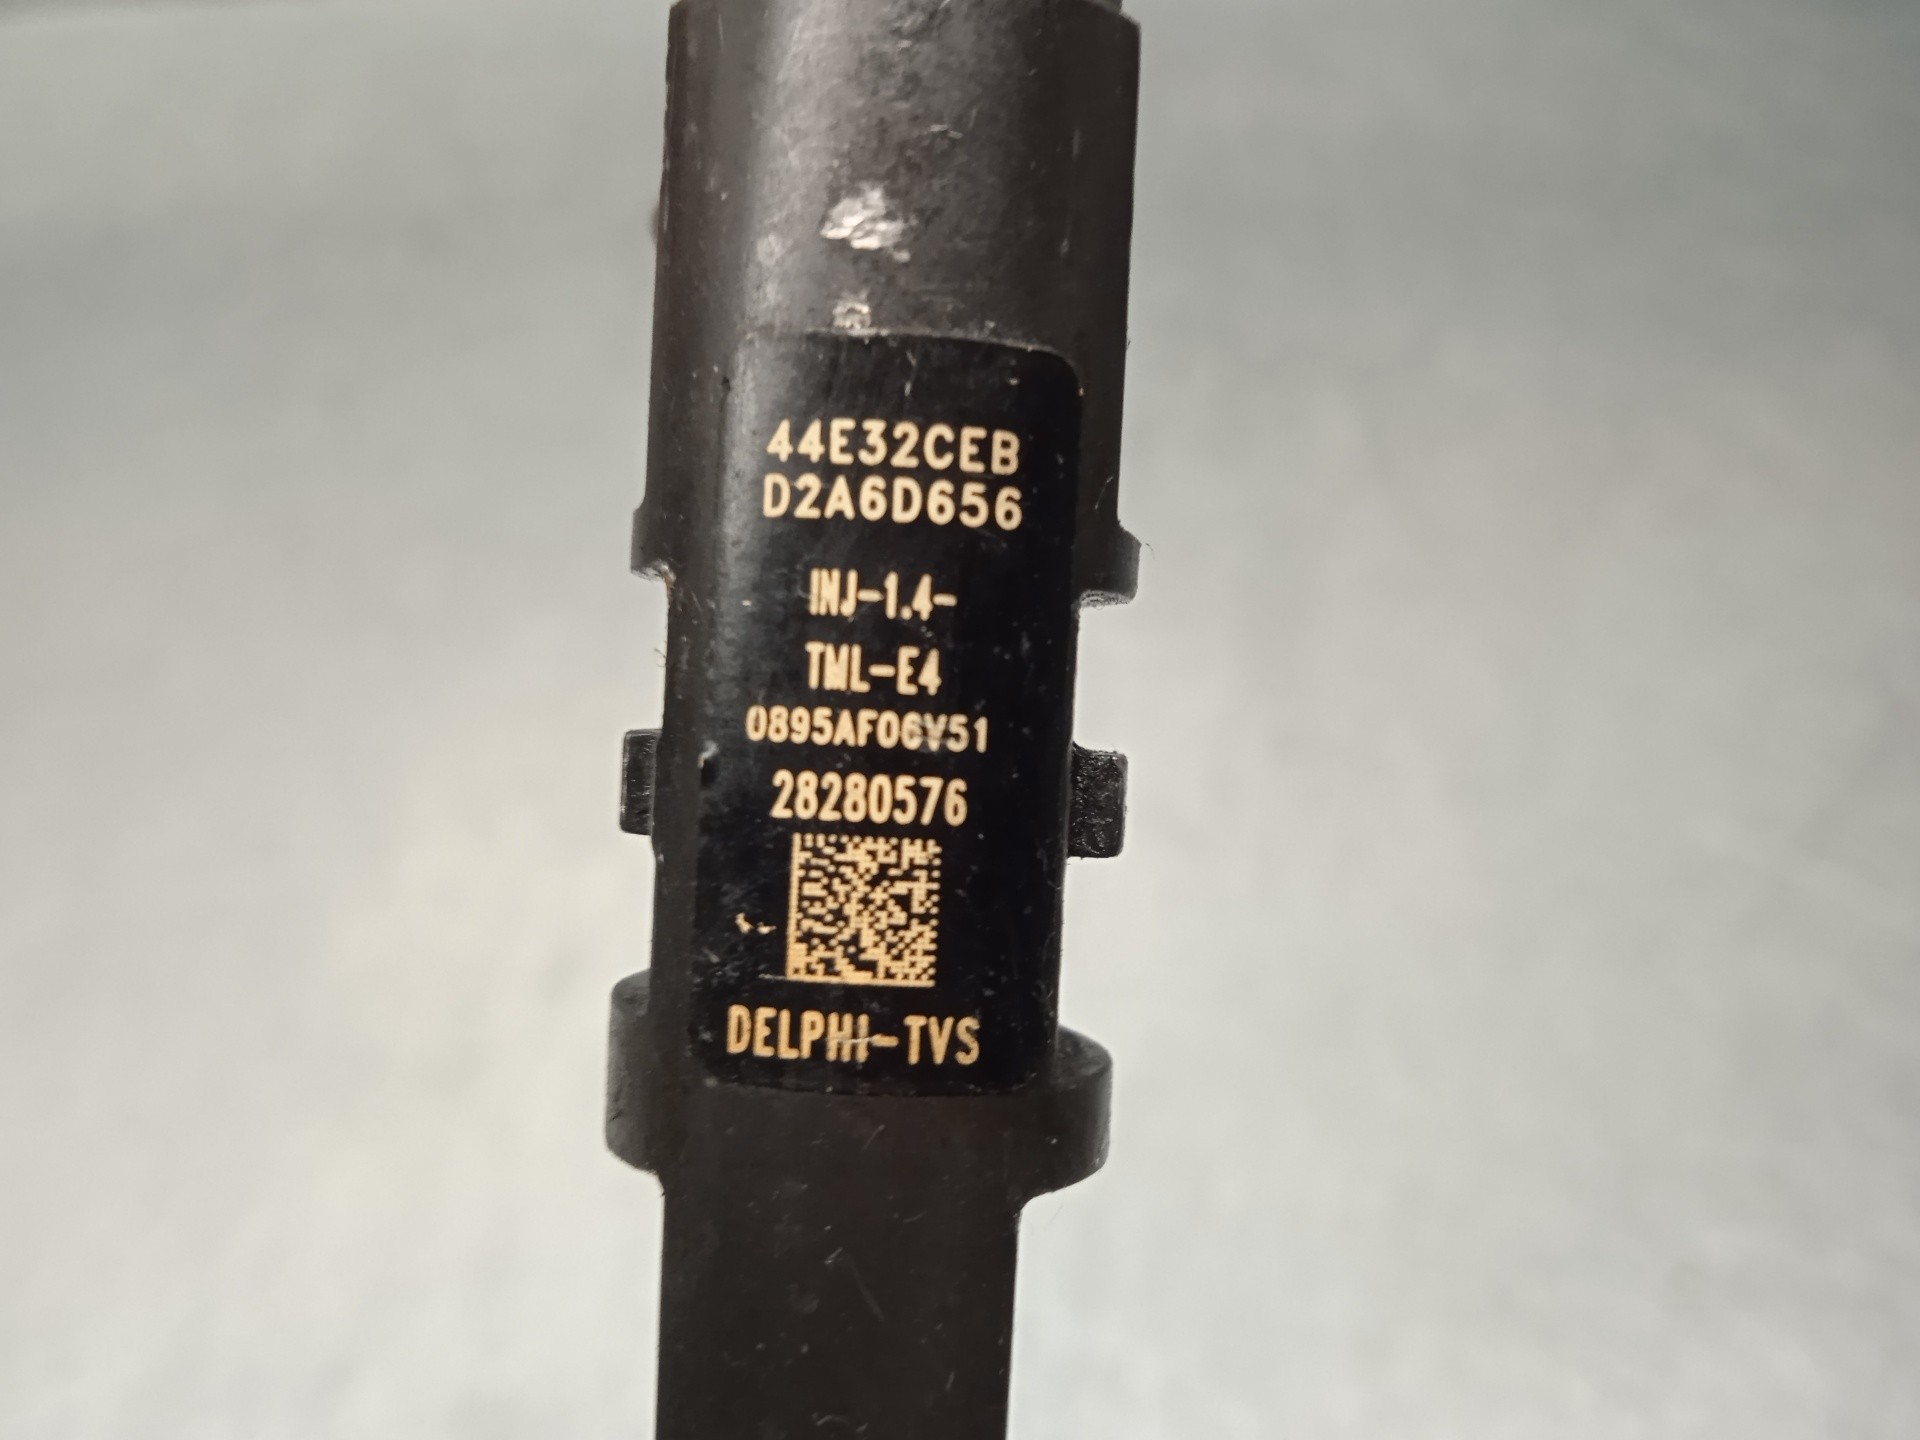 44E32CEB
D2A6D656
INJ-1.4-
TML-E4
0895AF06V51
28280576
DELPHI-TVS